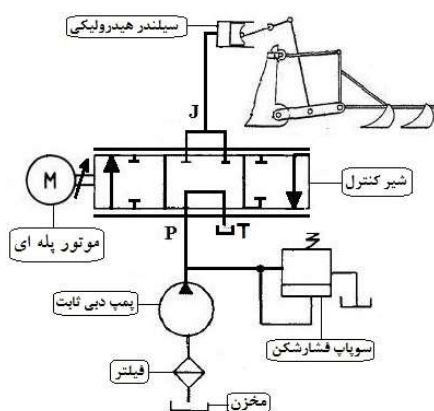 سیلندر هیدرولیکی
J
شیر کنترل
M
موتور پله ای
P
T
پمپ دبی ثابت
سوپاپ فشارشکن
فیلتر
مخزن